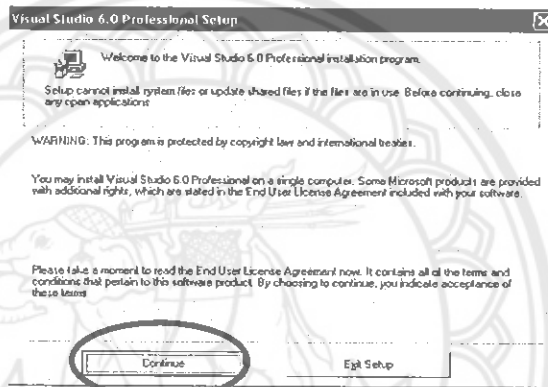 Visual Studio 6.0 Professional Setup
Welcome to the Visual Studio 6.0 Professional installation program.
Setup cannot install system files or update shared files if the files are in use. Before continuing, close
any open applications.
WARNING: This program is protected by copyright law and international treaties.
You may install Visual Studio 6.0 Professional on a single computer. Some Microsoft products are provided
with additional rights, which are stated in the End User License Agreement included with your software.
Please take a moment to read the End User License Agreement now. It contains all of the terms and
conditions that pertain to this software product. By choosing to continue, you indicate acceptance of
these terms
Continue
Exit Setup